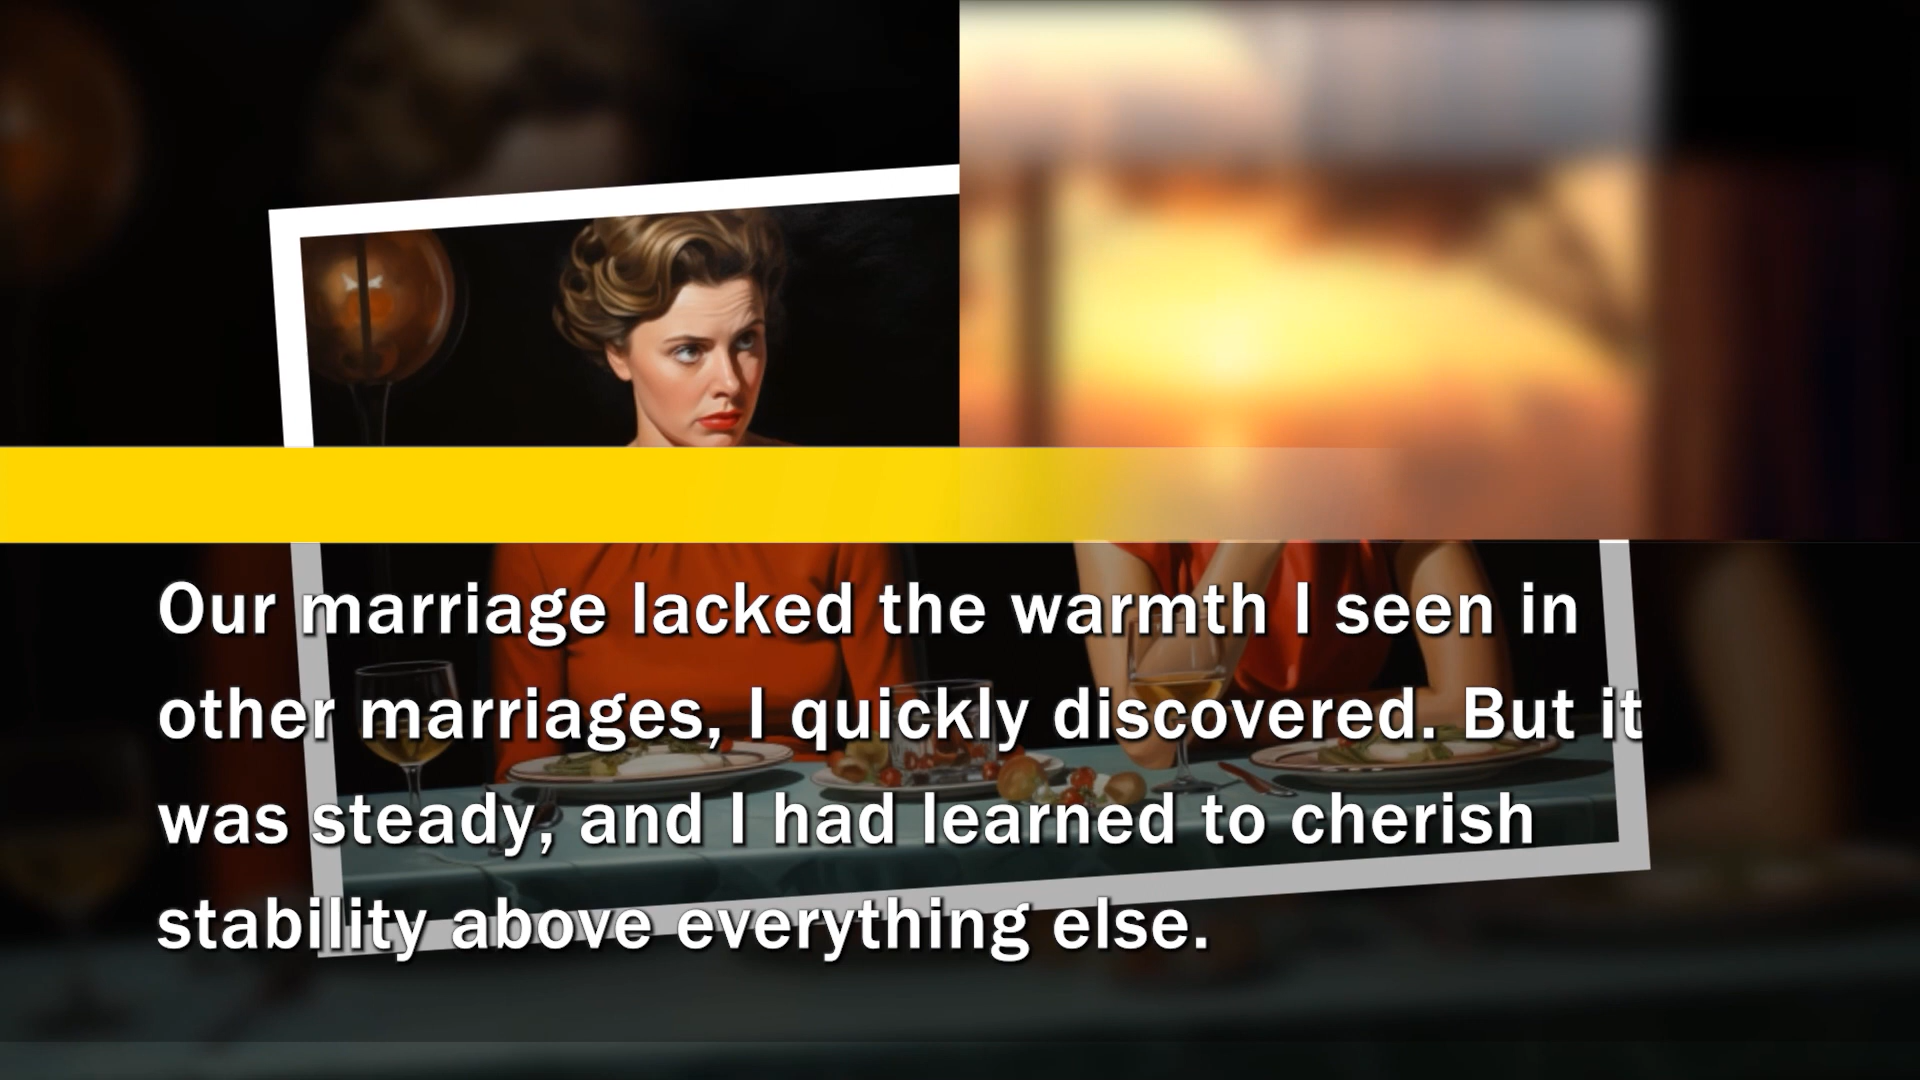 Our marriage lacked the warmth I seen in
other marriages, I quickly discovered. But it
was steady, and I had learned to cherish
stability above everything else.